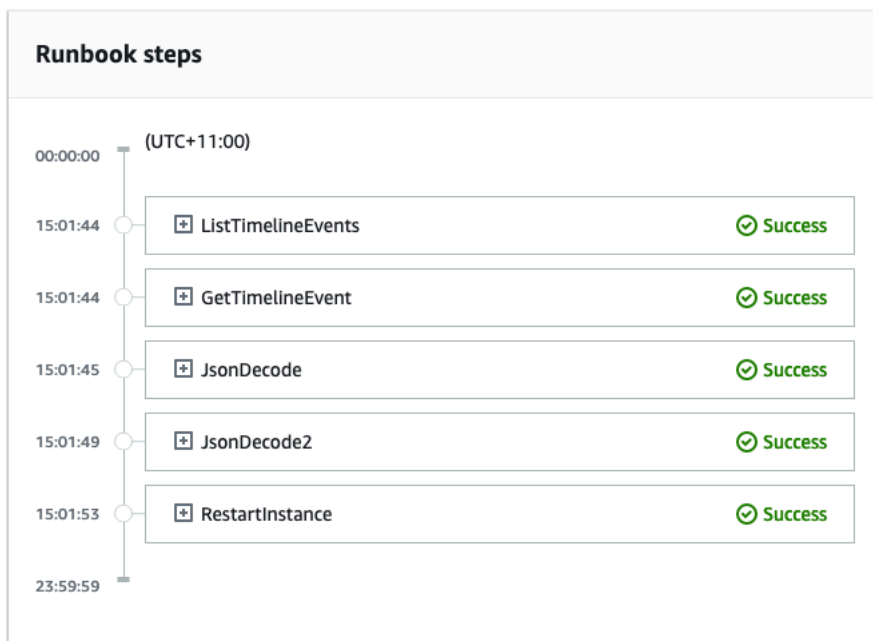 Runbook steps
(UTC+11:00)
00:00:00
15:01:44 ListTimelineEvents Success
15:01:44 GetTimelineEvent Success
15:01:45 JsonDecode Success
15:01:49 JsonDecode2 Success
15:01:53 RestartInstance Success
23:59:59